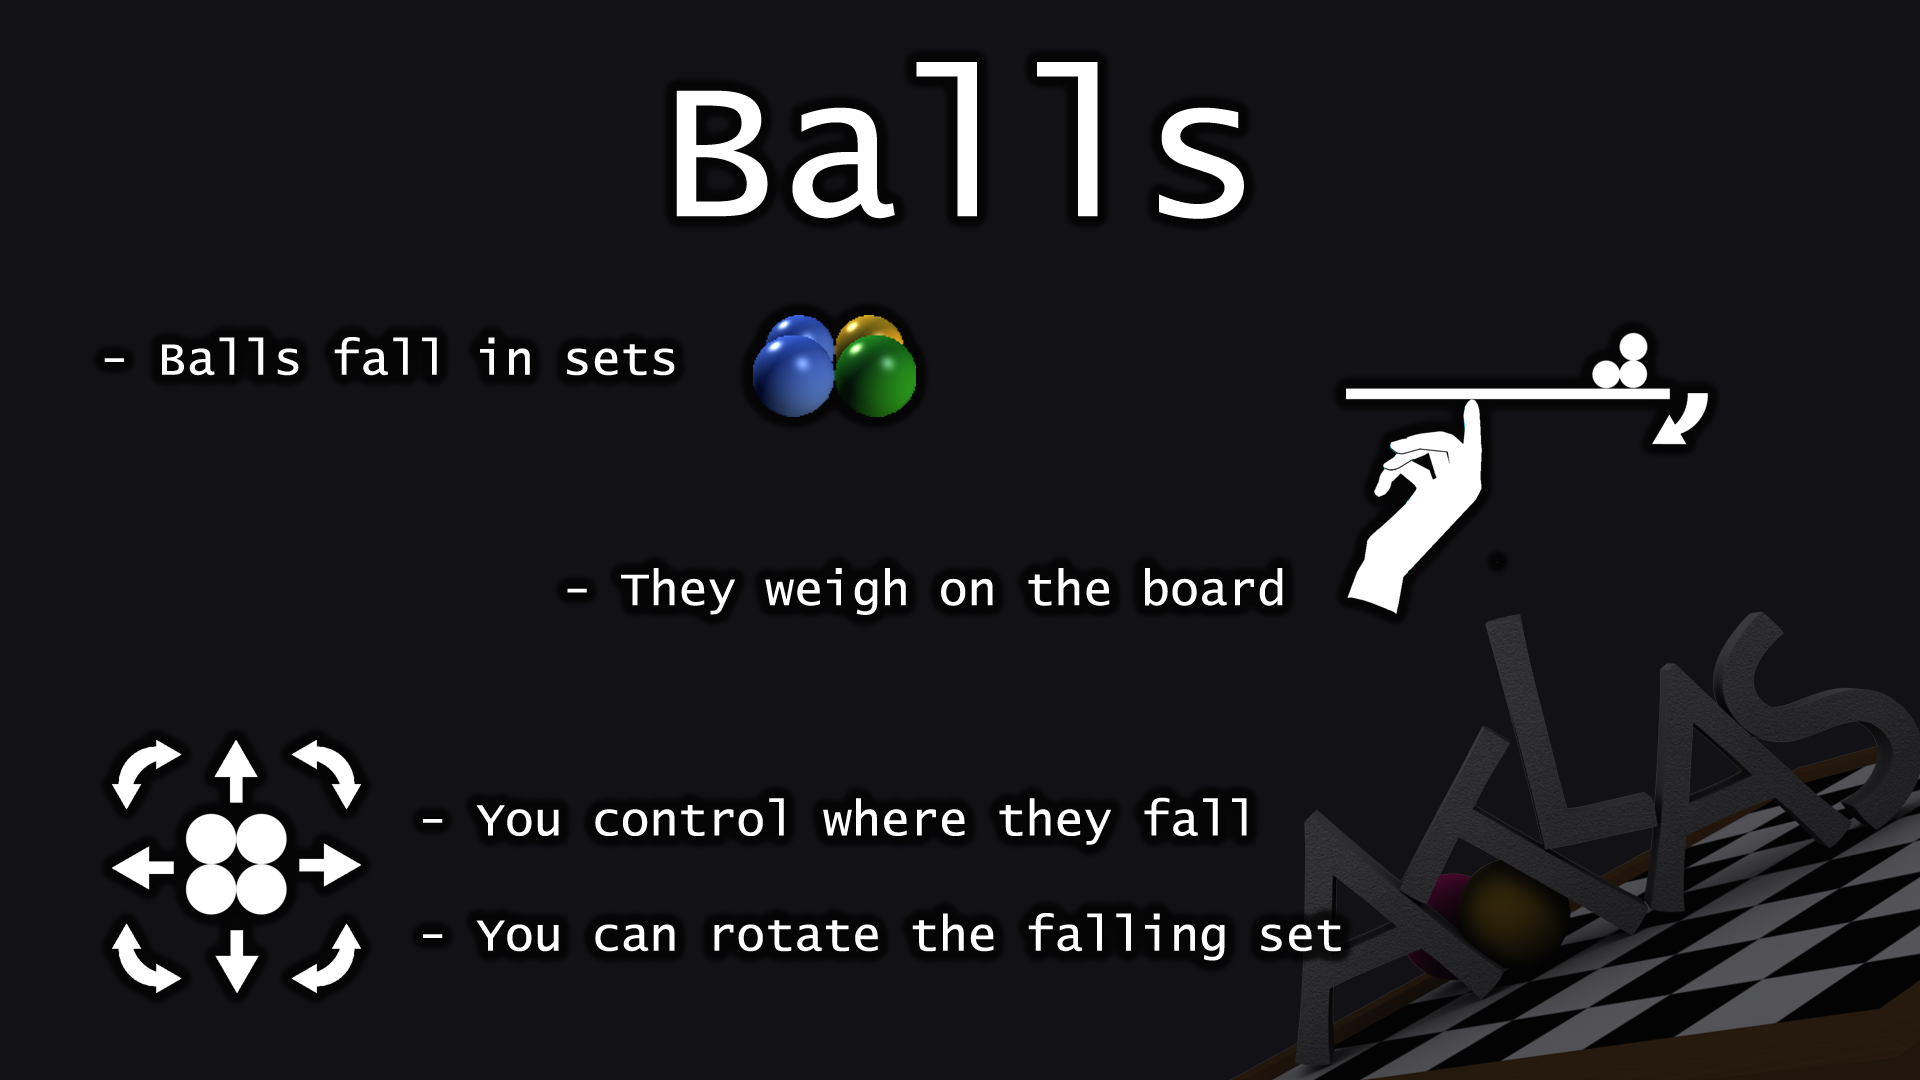 Balls
- Balls fall in sets
- They weigh on the board
- You control where they fall
- You can rotate the falling set
ATLAS